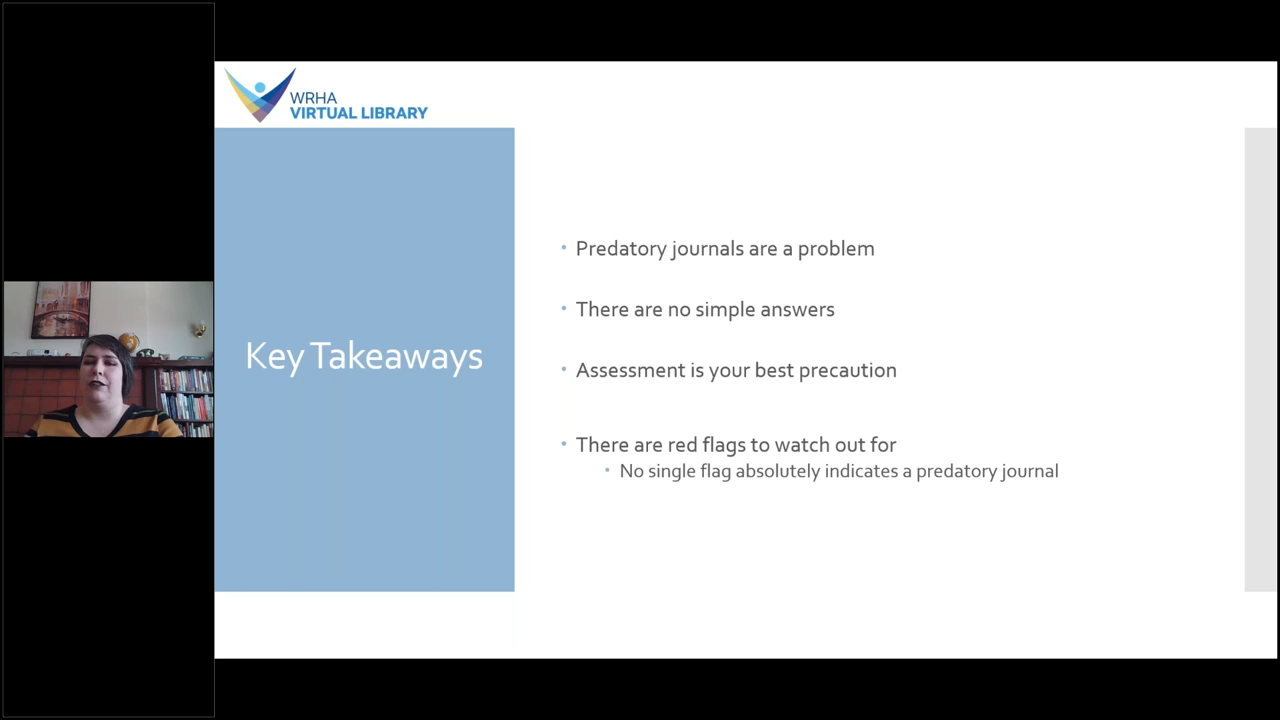 WRHA
VIRTUAL LIBRARY
Key Takeaways
• Predatory journals are a problem
• There are no simple answers
• Assessment is your best precaution
• There are red flags to watch out for
• No single flag absolutely indicates a predatory journal